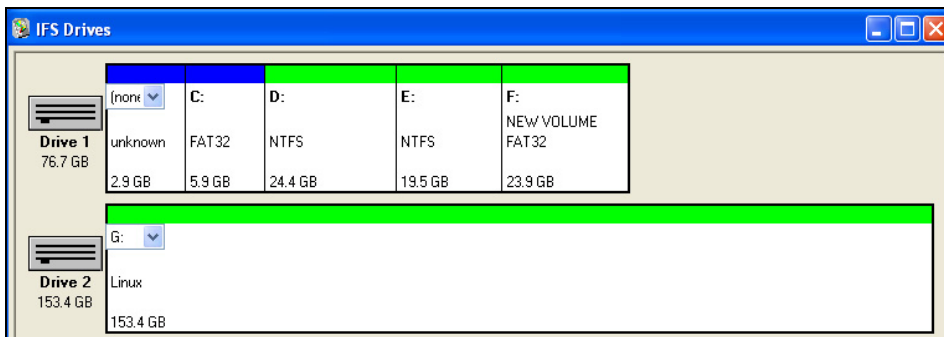 IFS Drives
Drive 1
76.7 GB
(none
unknown
2.9 GB
C:
FAT32
5.9 GB
D:
NTFS
24.4 GB
E:
NTFS
19.5 GB
F:
NEW VOLUME
FAT32
23.9 GB
Drive 2
153.4 GB
G:
Linux
153.4 GB